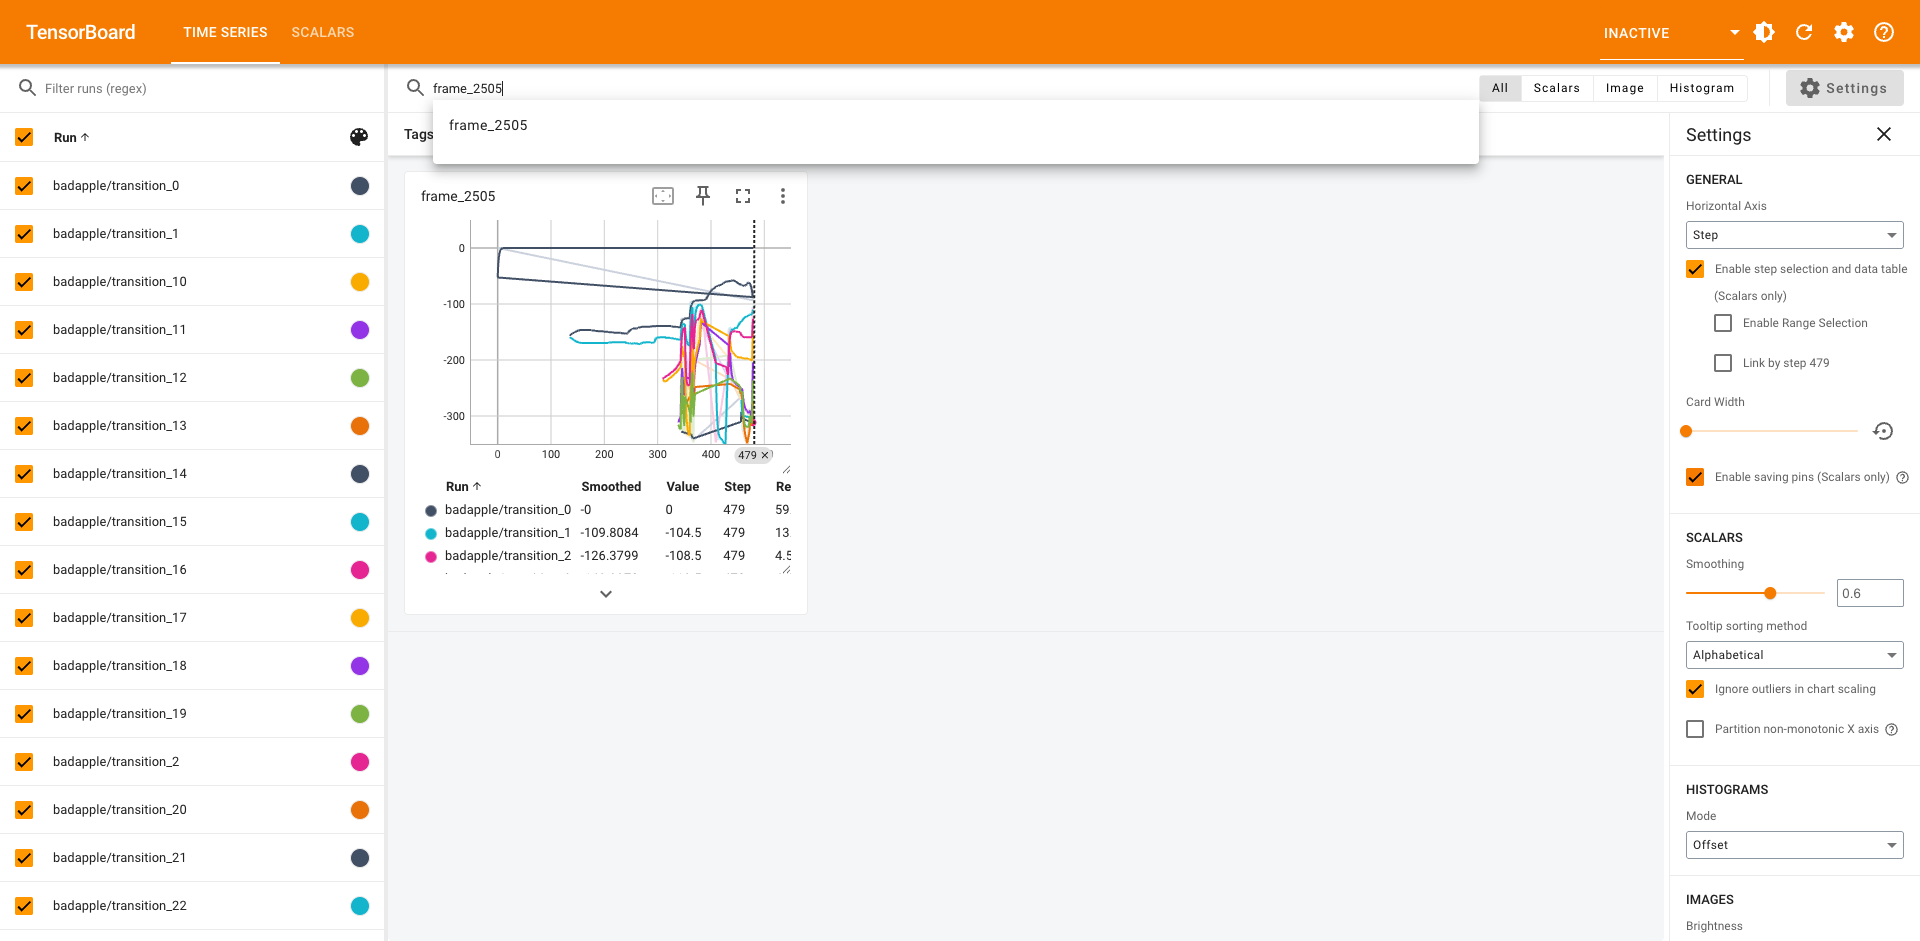 TensorBoard TIME SERIES SCALARS INACTIVE
Filter runs (regex)
frame_2505
All Scalars Image Histogram
Settings
frame_2505
Tags
Run
badapple/transition_0
badapple/transition_1
badapple/transition_10
badapple/transition_11
badapple/transition_12
badapple/transition_13
badapple/transition_14
badapple/transition_15
badapple/transition_16
badapple/transition_17
badapple/transition_18
badapple/transition_19
badapple/transition_2
badapple/transition_20
badapple/transition_21
badapple/transition_22
frame_2505
0
-100
-200
-300
0 100 200 300 400 479
Run Smoothed Value Step Re
badapple/transition_0 -0 0 479 59.
badapple/transition_1 -109.8084 -104.5 479 13.
badapple/transition_2 -126.3799 -108.5 479 4.5
Settings
GENERAL
Horizontal Axis
Step
Enable step selection and data table
(Scalars only)
Enable Range Selection
Link by step 479
Card Width
Enable saving pins (Scalars only)
SCALARS
Smoothing
0.6
Tooltip sorting method
Alphabetical
Ignore outliers in chart scaling
Partition non-monotonic X axis
HISTOGRAMS
Mode
Offset
IMAGES
Brightness